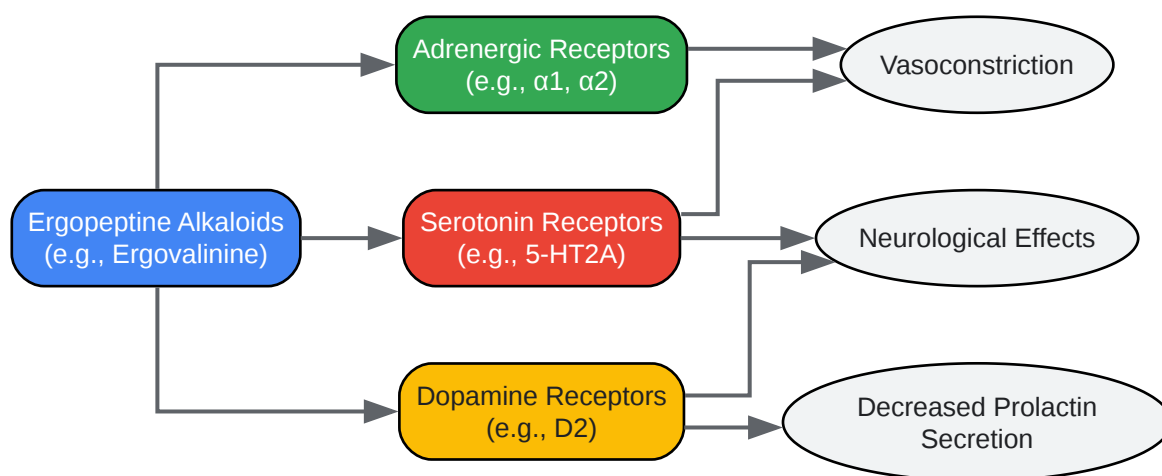 Adrenergic Receptors
(e.g., α1, α2)
Vasoconstriction
Ergopeptine Alkaloids
(e.g., Ergovalinine)
Serotonin Receptors
(e.g., 5-HT2A)
Neurological Effects
Dopamine Receptors
(e.g., D2)
Decreased Prolactin
Secretion